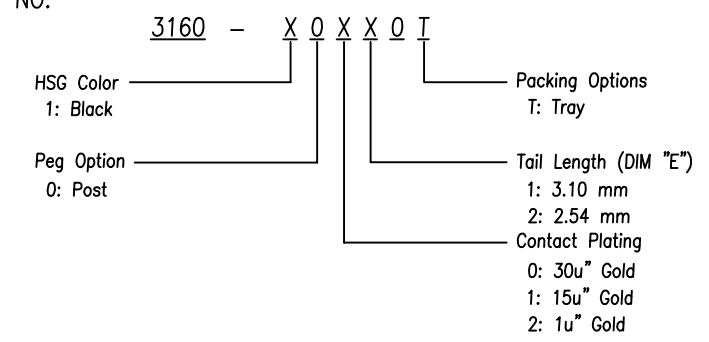 NO.
3160 - X 0 X X 0 T
HSG Color
1: Black
Peg Option
0: Post
Packing Options
T: Tray
Tail Length (DIM "E")
1: 3.10 mm
2: 2.54 mm
Contact Plating
0: 30u" Gold
1: 15u" Gold
2: 1u" Gold